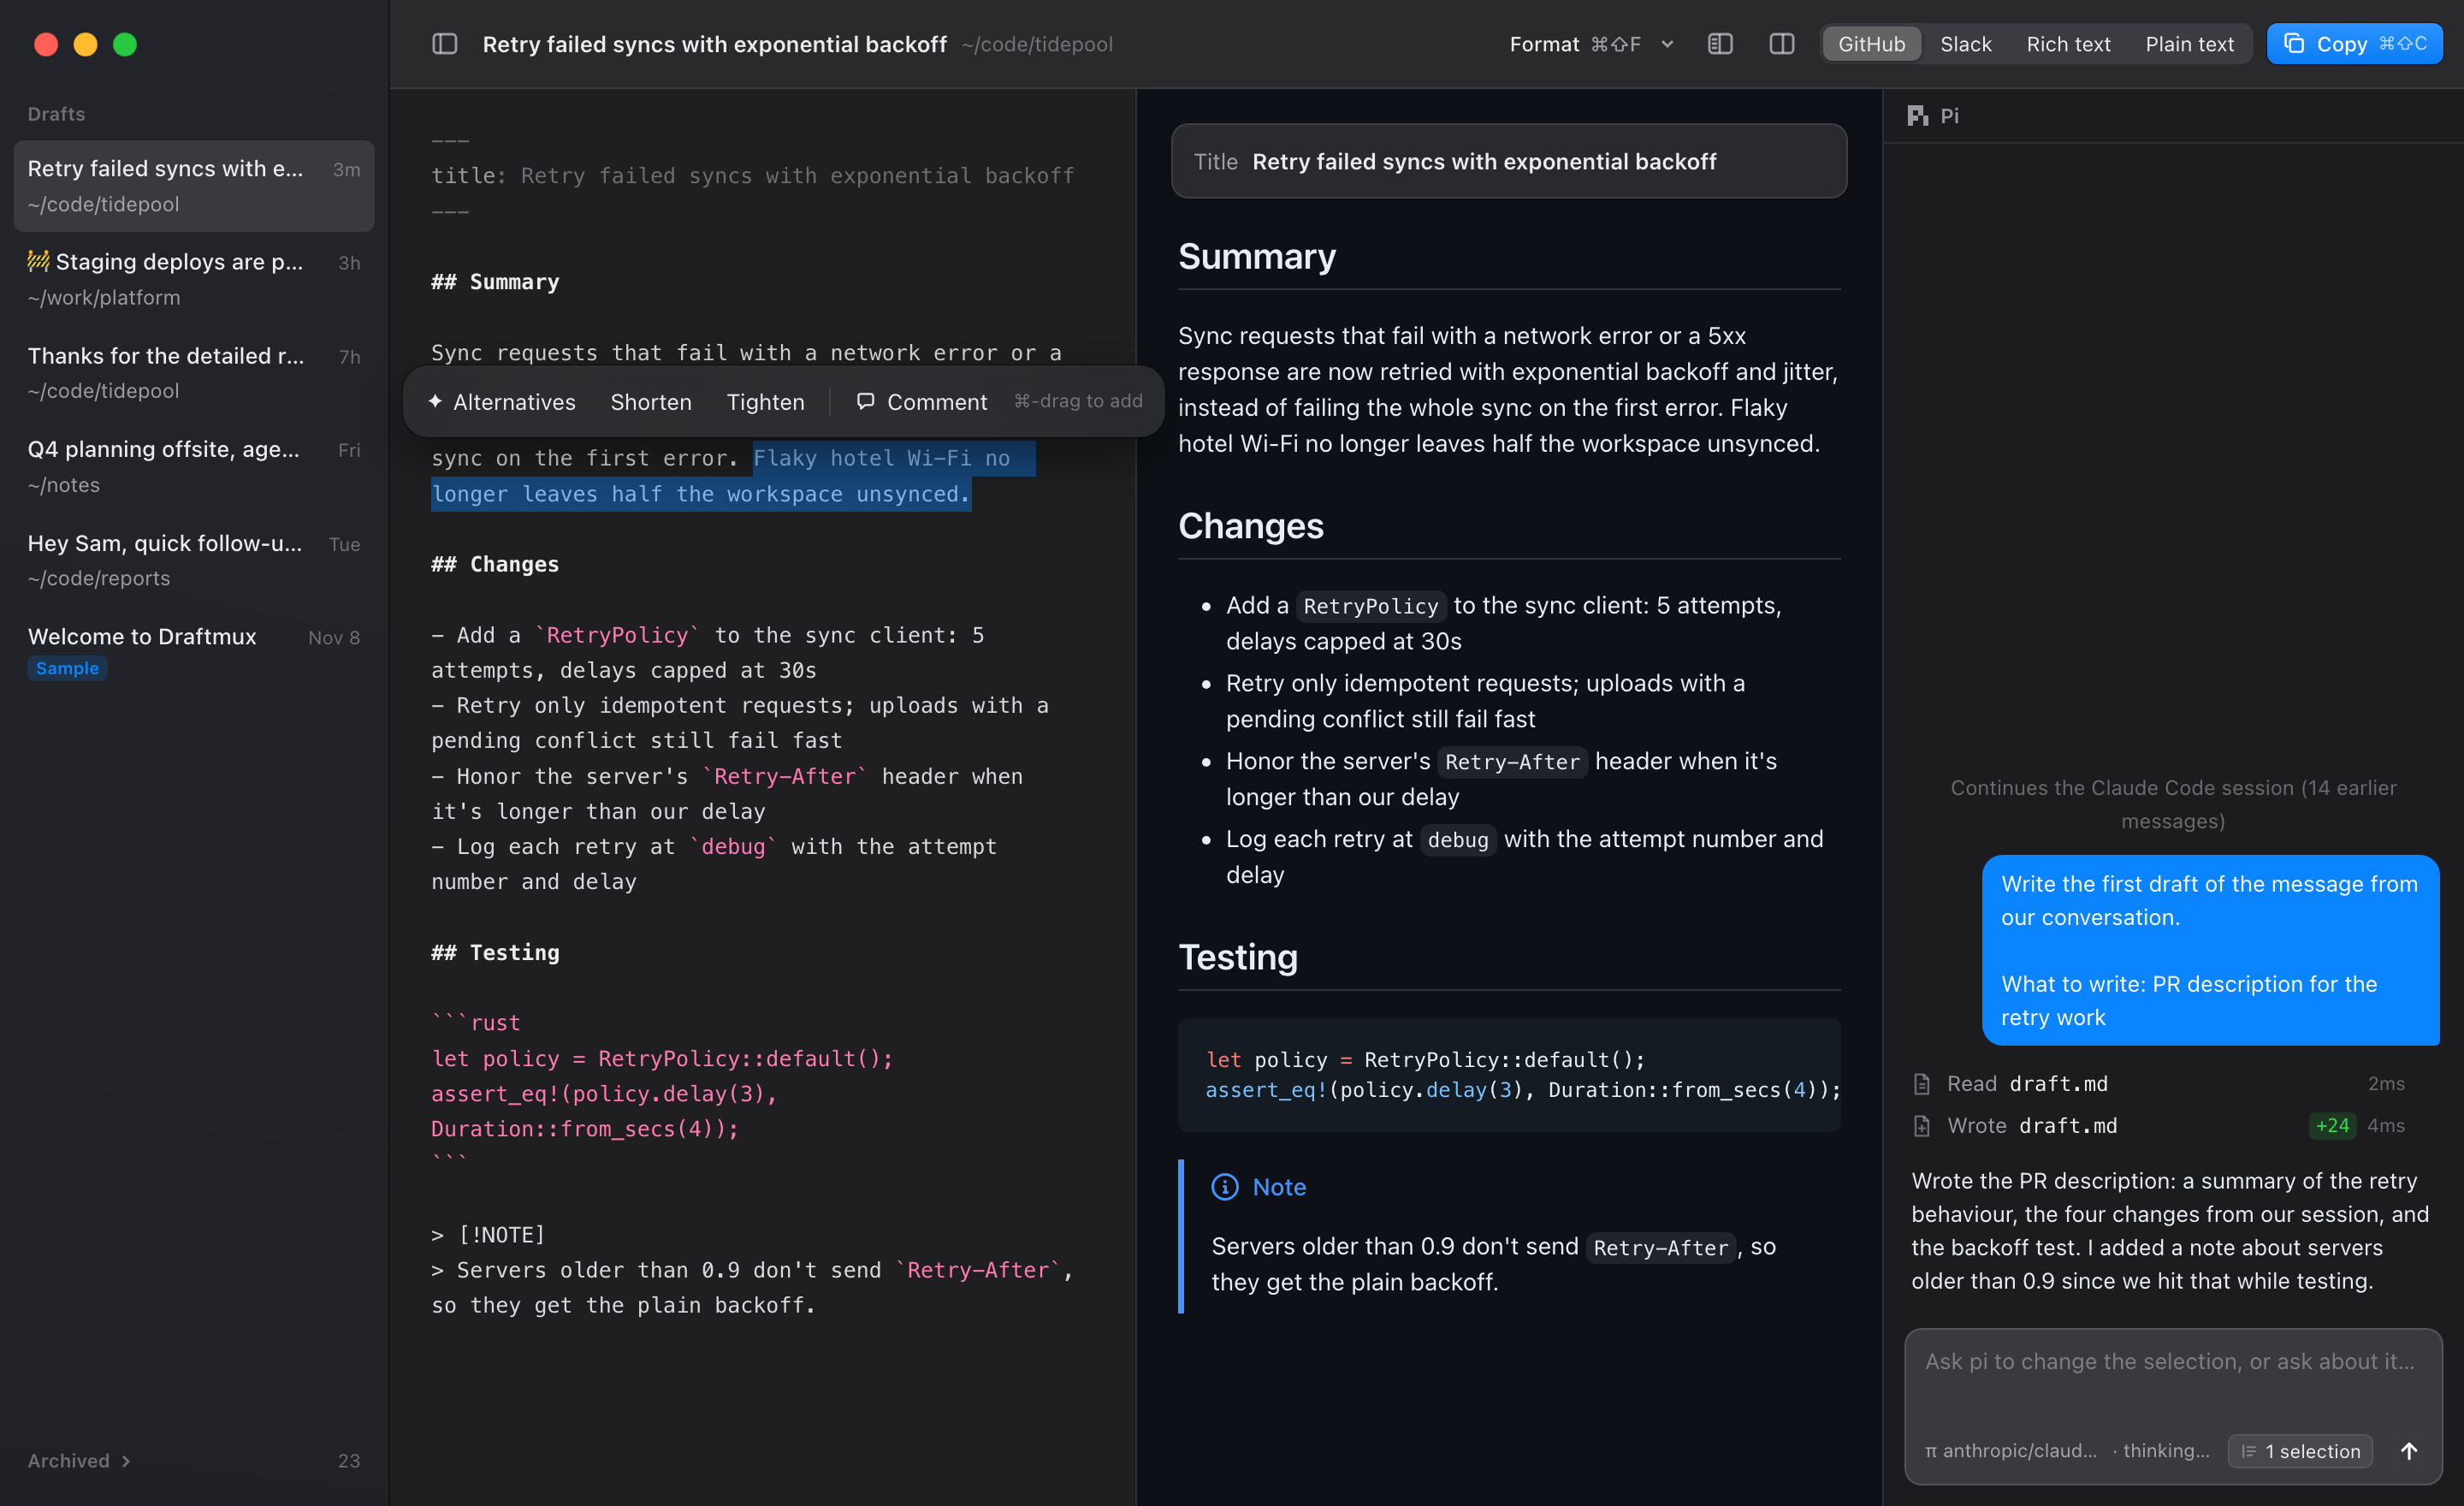 Retry failed syncs with exponential backoff ~/code/tidepool
Format ⌘⇧F
GitHub Slack Rich text Plain text
Copy ⌘⇧C
Drafts
Retry failed syncs with e... 3m
~/code/tidepool
🚧 Staging deploys are p... 3h
~/work/platform
Thanks for the detailed r... 7h
~/code/tidepool
Q4 planning offsite, age... Fri
~/notes
Hey Sam, quick follow-u... Tue
~/code/reports
Welcome to Draftmux Nov 8
Sample
Archived > 23
---
title: Retry failed syncs with exponential backoff
---
## Summary
Sync requests that fail with a network error or a
✦ Alternatives Shorten Tighten Comment ⌘-drag to add
sync on the first error. Flaky hotel Wi-Fi no
longer leaves half the workspace unsynced.
## Changes
- Add a `RetryPolicy` to the sync client: 5
attempts, delays capped at 30s
- Retry only idempotent requests; uploads with a
pending conflict still fail fast
- Honor the server's `Retry-After` header when
it's longer than our delay
- Log each retry at `debug` with the attempt
number and delay
## Testing
```rust
let policy = RetryPolicy::default();
assert_eq!(policy.delay(3),
Duration::from_secs(4));
```
> [!NOTE]
> Servers older than 0.9 don't send `Retry-After`,
so they get the plain backoff.
Title Retry failed syncs with exponential backoff
Summary
Sync requests that fail with a network error or a 5xx
response are now retried with exponential backoff and jitter,
instead of failing the whole sync on the first error. Flaky
hotel Wi-Fi no longer leaves half the workspace unsynced.
Changes
• Add a RetryPolicy to the sync client: 5 attempts,
delays capped at 30s
• Retry only idempotent requests; uploads with a
pending conflict still fail fast
• Honor the server's Retry-After header when it's
longer than our delay
• Log each retry at debug with the attempt number and
delay
Testing
let policy = RetryPolicy::default();
assert_eq!(policy.delay(3), Duration::from_secs(4));
Note
Servers older than 0.9 don't send Retry-After, so
they get the plain backoff.
Pi
Continues the Claude Code session (14 earlier
messages)
Write the first draft of the message from
our conversation.
What to write: PR description for the
retry work
Read draft.md 2ms
Wrote draft.md +24 4ms
Wrote the PR description: a summary of the retry
behaviour, the four changes from our session, and
the backoff test. I added a note about servers
older than 0.9 since we hit that while testing.
Ask pi to change the selection, or ask about it...
π anthropic/claud... · thinking... 1 selection